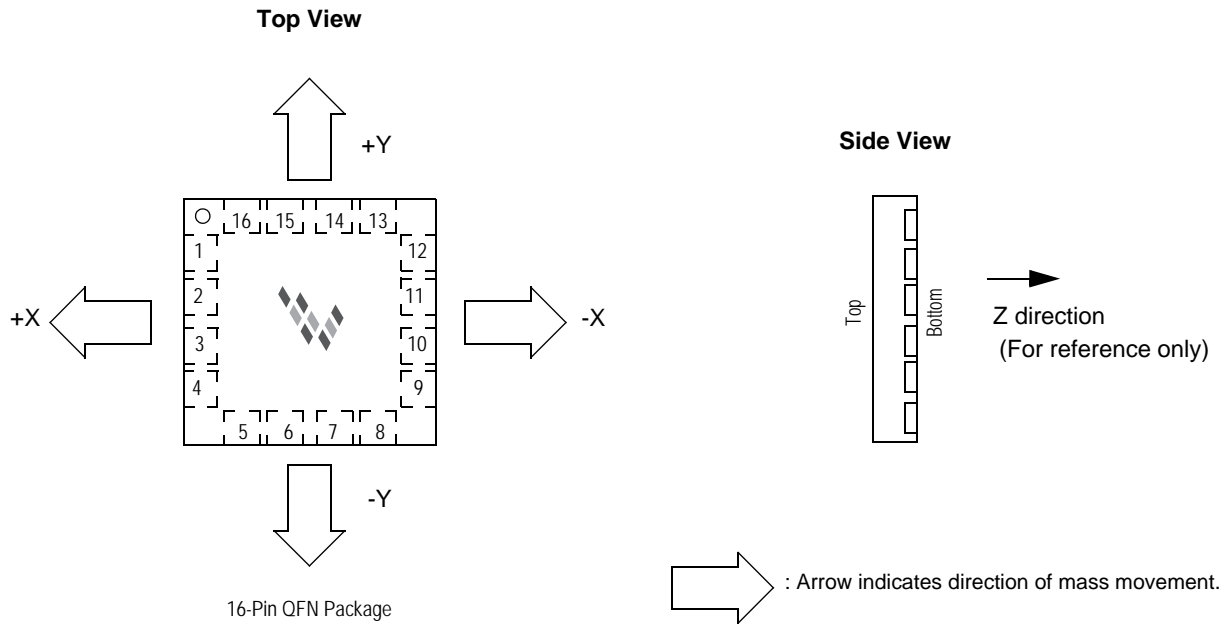 Top View
+Y
Side View
16 15 14 13
1
2
3
4
12
11
10
9
+X
-X
5 6 7 8
-Y
16-Pin QFN Package
Top
Bottom
Z direction
(For reference only)
: Arrow indicates direction of mass movement.